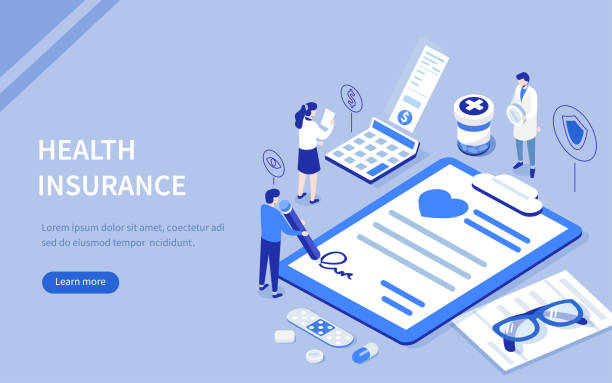 HEALTH
INSURANCE
Lorem ipsum dolor sit amet, coectetur adi
sed do eiusmod tempor ncididunt.
Learn more
$
$